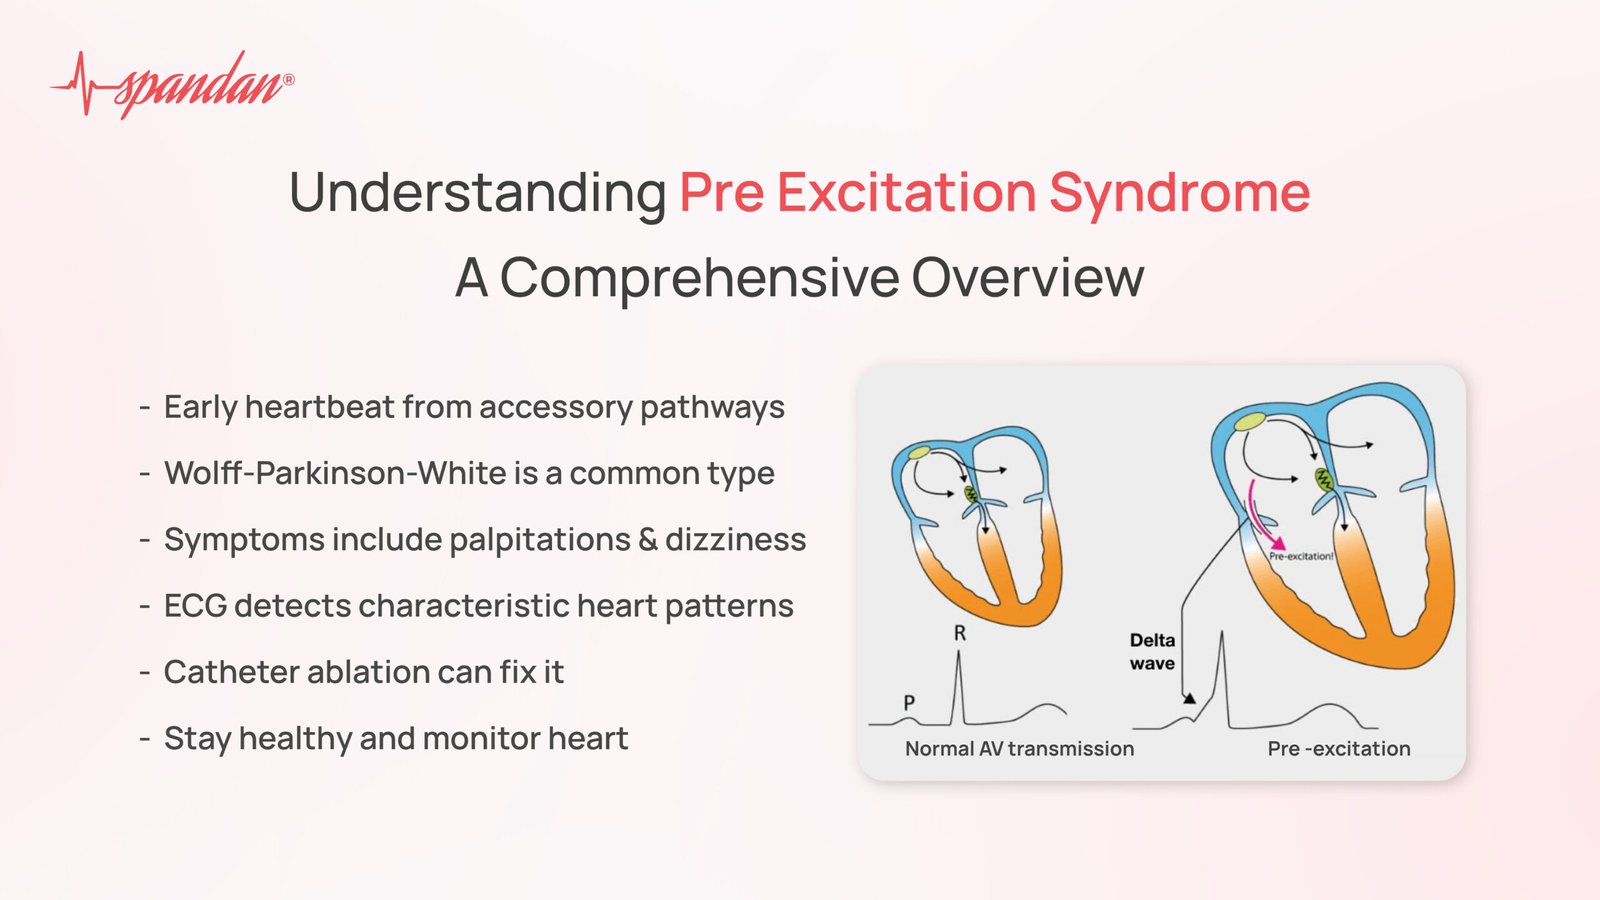 spandan®
Understanding Pre Excitation Syndrome
A Comprehensive Overview
- Early heartbeat from accessory pathways
- Wolff-Parkinson-White is a common type
- Symptoms include palpitations & dizziness
- ECG detects characteristic heart patterns
- Catheter ablation can fix it
- Stay healthy and monitor heart
Pre-excitation!
R
P
Delta
wave
Normal AV transmission
Pre -excitation